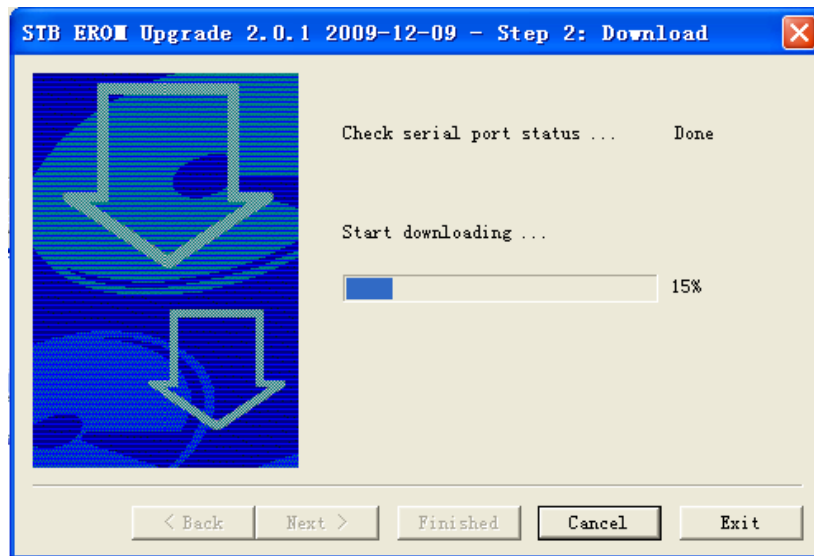 STB EROM Upgrade 2.0.1 2009-12-09 - Step 2: Download
Check serial port status ... Done
Start downloading ...
15%
< Back Next > Finished Cancel Exit